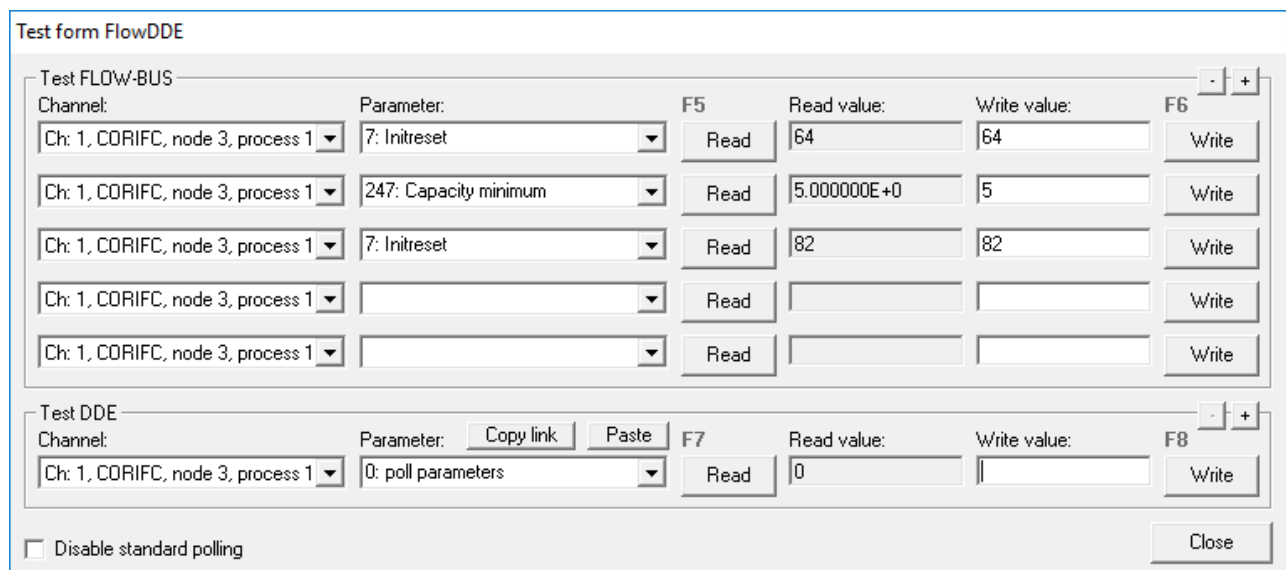 Test form FlowDDE
Test FLOW-BUS - +
Channel: Parameter: F5 Read value: Write value: F6
Ch: 1, CORIFC, node 3, process 1 7: Initreset Read 64 64 Write
Ch: 1, CORIFC, node 3, process 1 247: Capacity minimum Read 5.000000E+0 5 Write
Ch: 1, CORIFC, node 3, process 1 7: Initreset Read 82 82 Write
Ch: 1, CORIFC, node 3, process 1 Read Write
Ch: 1, CORIFC, node 3, process 1 Read Write
Test DDE - +
Channel: Parameter: Copy link Paste F7 Read value: Write value: F8
Ch: 1, CORIFC, node 3, process 1 0: poll parameters Read 0 Write
Disable standard polling Close